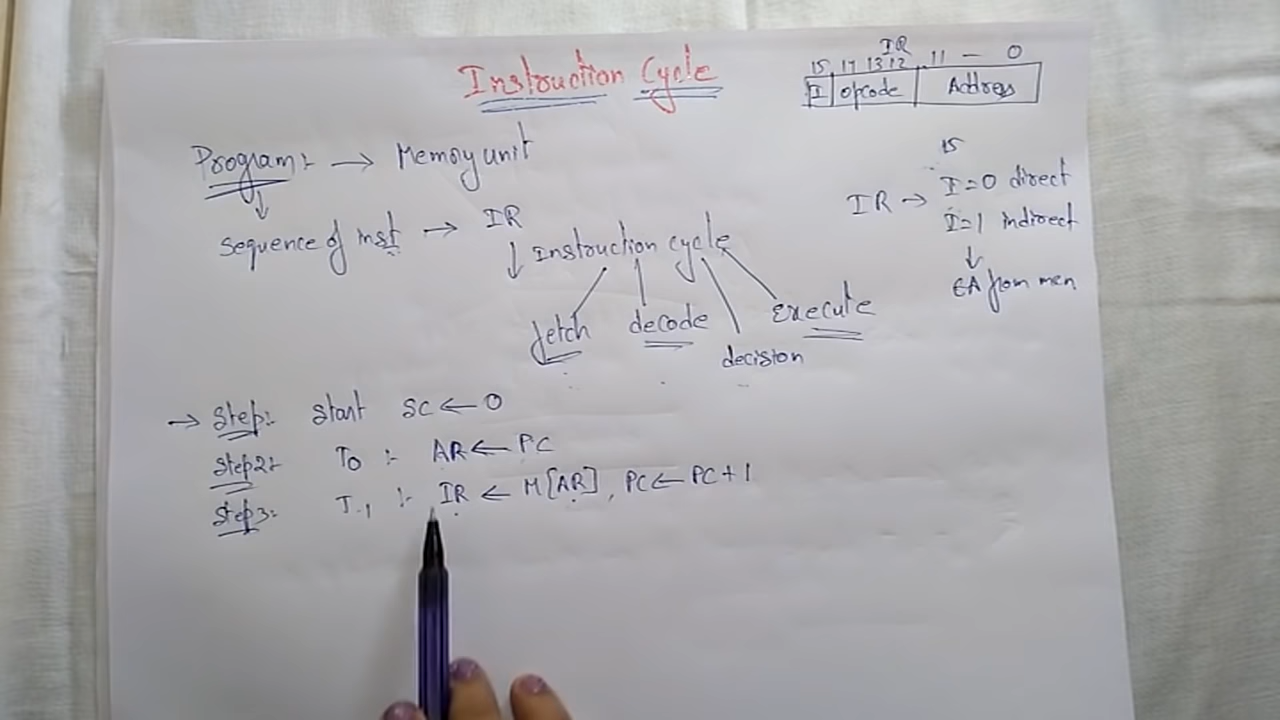 Instruction Cycle
IR
15 14 13 12 11 — 0
I opcode Address
Program:- → Memoy unit
↓
Sequence of inst → IR
↓ Instruction cycle
fetch decode decision Execute
15
IR → I=0 direct
I=1 indirect
↓
EA from mem
→ Step:- Start SC ← 0
Step2:- T0 :- AR ← PC
Step3:- T1 :- IR ← M[AR], PC ← PC+1